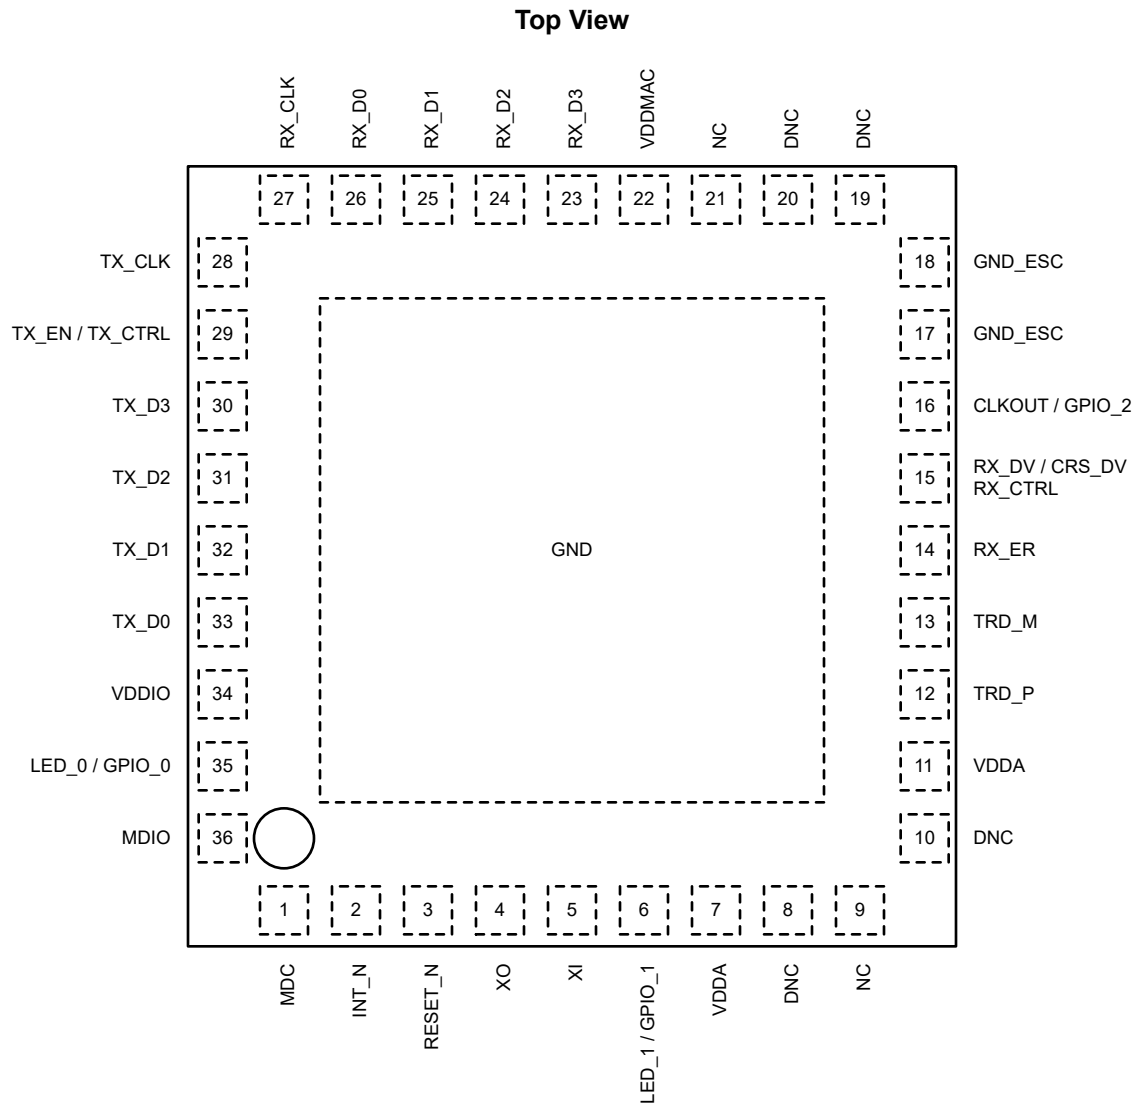 Top View
RX_CLK
RX_D0
RX_D1
RX_D2
RX_D3
VDDMAC
NC
DNC
DNC
27
26
25
24
23
22
21
20
19
TX_CLK
28
18
GND_ESC
TX_EN / TX_CTRL
29
17
GND_ESC
TX_D3
30
16
CLKOUT / GPIO_2
TX_D2
31
15
RX_DV / CRS_DV
RX_CTRL
TX_D1
32
GND
14
RX_ER
TX_D0
33
13
TRD_M
VDDIO
34
12
TRD_P
LED_0 / GPIO_0
35
11
VDDA
MDIO
36
10
DNC
1
2
3
4
5
6
7
8
9
MDC
INT_N
RESET_N
XO
XI
LED_1 / GPIO_1
VDDA
DNC
NC